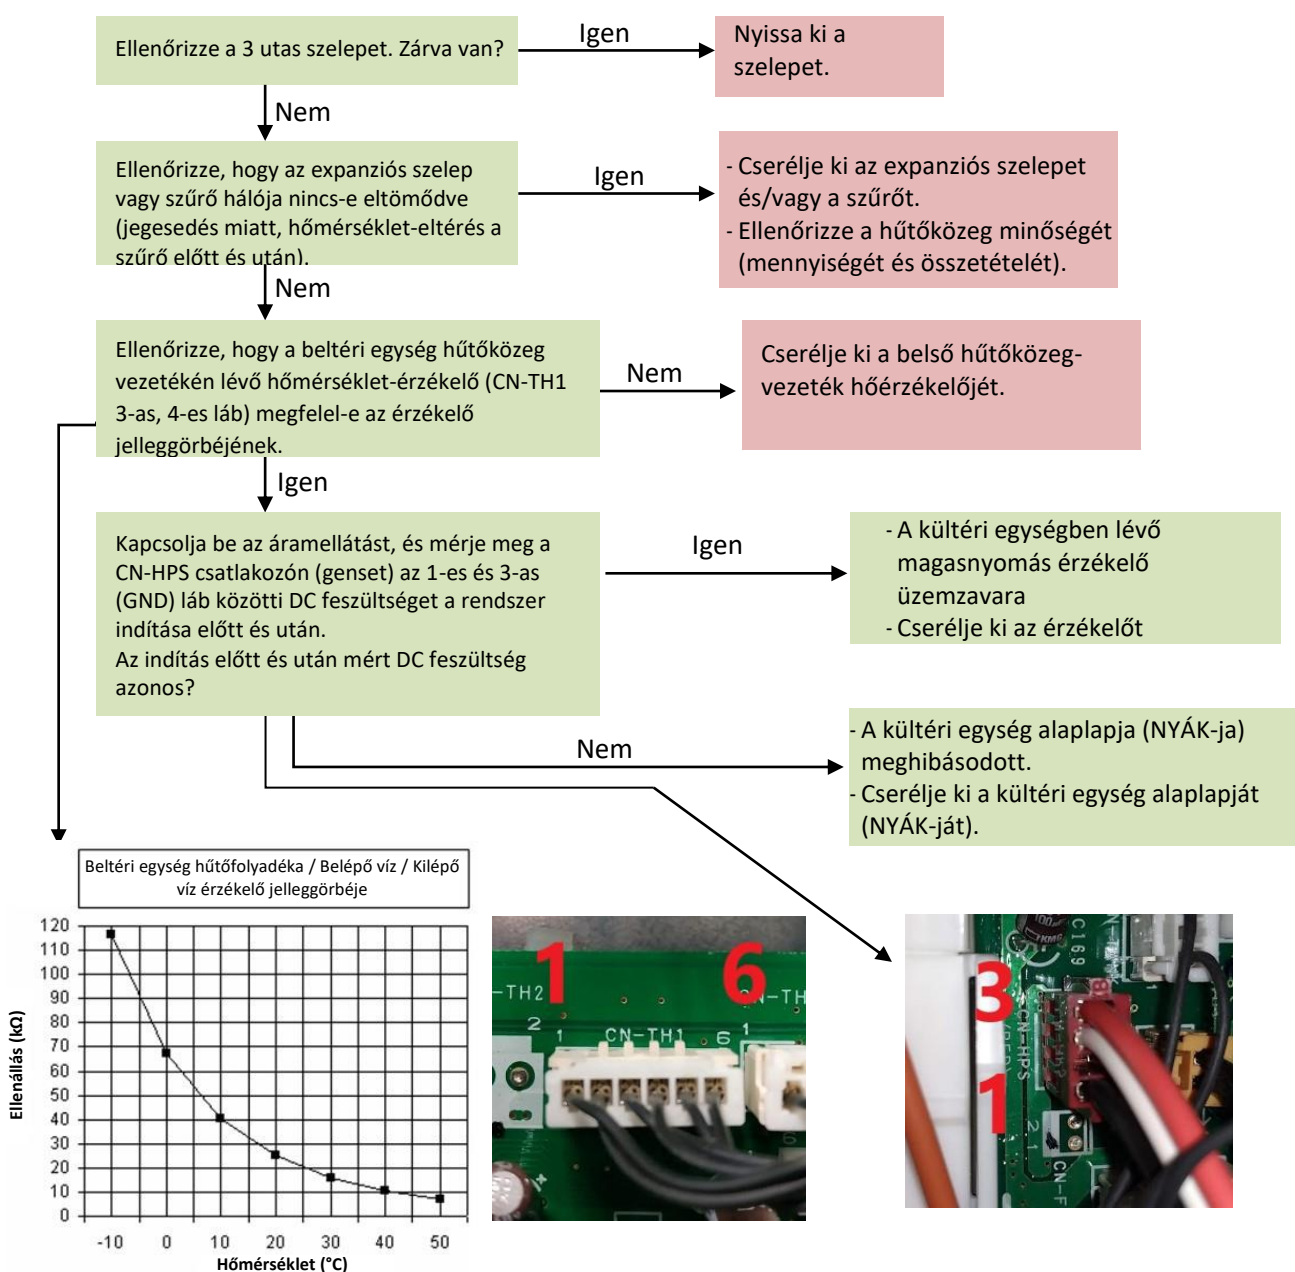 Ellenőrizze a 3 utas szelepet. Zárva van?
Igen
Nyissa ki a
szelepet.
Nem
Ellenőrizze, hogy az expanziós szelep
vagy szűrő hálója nincs-e eltömődve
(jegesedés miatt, hőmérséklet-eltérés a
szűrő előtt és után).
Igen
- Cserélje ki az expanziós szelepet
és/vagy a szűrőt.
- Ellenőrizze a hűtőközeg minőségét
(mennyiségét és összetételét).
Nem
Ellenőrizze, hogy a beltéri egység hűtőközeg
vezetékén lévő hőmérséklet-érzékelő (CN-TH1
3-as, 4-es láb) megfelel-e az érzékelő
jelleggörbéjének.
Nem
Cserélje ki a belső hűtőközeg-
vezeték hőérzékelőjét.
Igen
Kapcsolja be az áramellátást, és mérje meg a
CN-HPS csatlakozón (genset) az 1-es és 3-as
(GND) láb közötti DC feszültséget a rendszer
indítása előtt és után.
Az indítás előtt és után mért DC feszültség
azonos?
Igen
- A kültéri egységben lévő
magasnyomás érzékelő
üzemzavara
- Cserélje ki az érzékelőt
Nem
- A kültéri egység alaplapja (NYÁK-ja)
meghibásodott.
- Cserélje ki a kültéri egység alaplapját
(NYÁK-ját).
Beltéri egység hűtőfolyadéka / Belépő víz / Kilépő
víz érzékelő jelleggörbéje
Ellenállás (kΩ)
120
110
100
90
80
70
60
50
40
30
20
10
0
-10 0 10 20 30 40 50
Hőmérséklet (°C)
1 6
-TH2
CN-TH
2 1 CN-TH1 6 1
C169
3
CN-HPS
1
2 1
CN-F